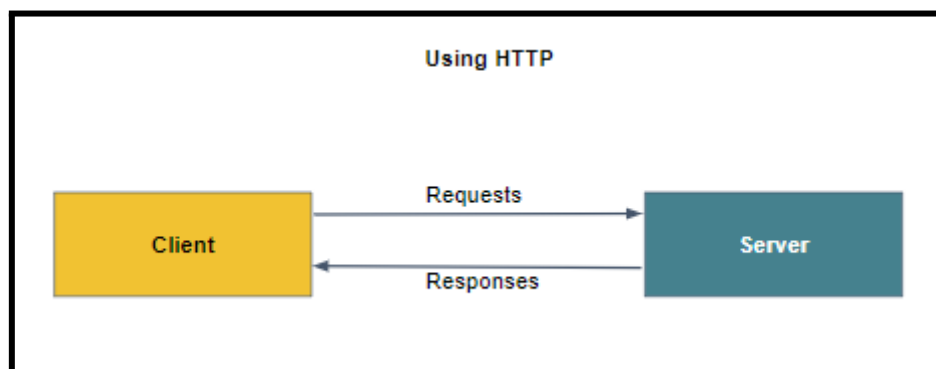 Using HTTP
Requests
Client
Server
Responses